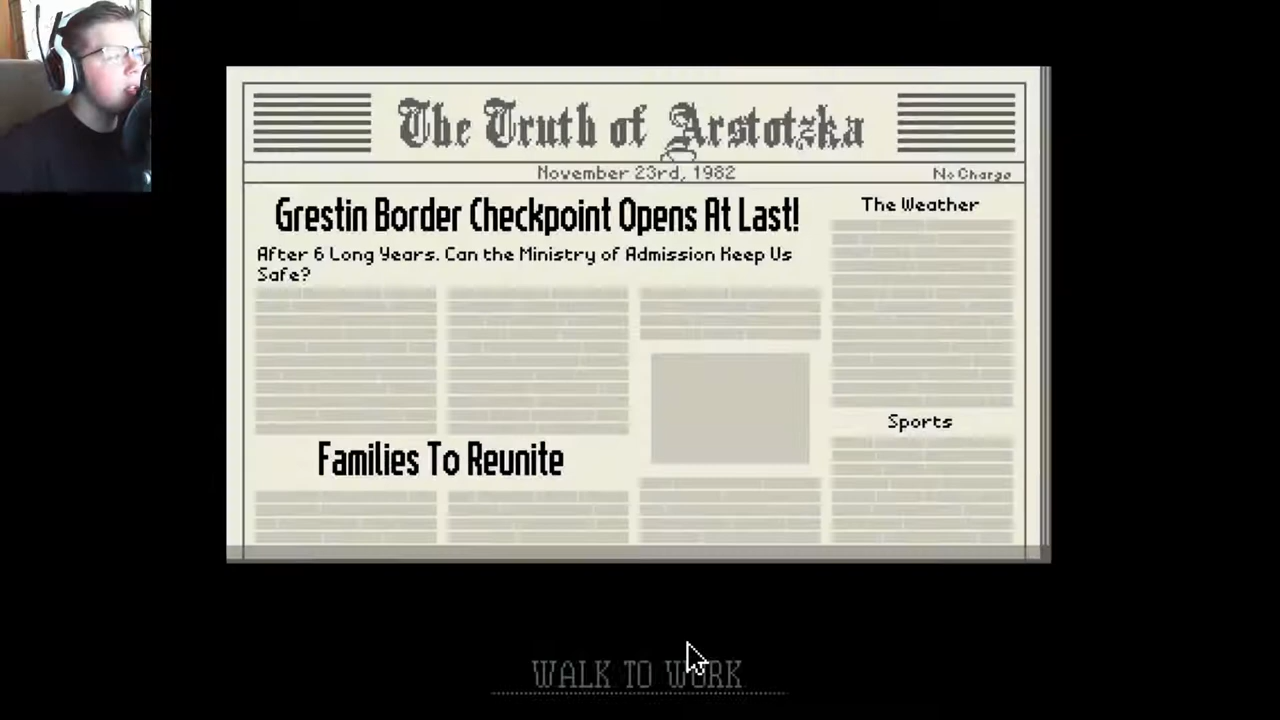 The Truth of Arstotzka
November 23rd, 1982
No Charge
Grestin Border Checkpoint Opens At Last!
After 6 Long Years. Can the Ministry of Admission Keep Us
Safe?
Families To Reunite
The Weather
Sports
WALK TO WORK